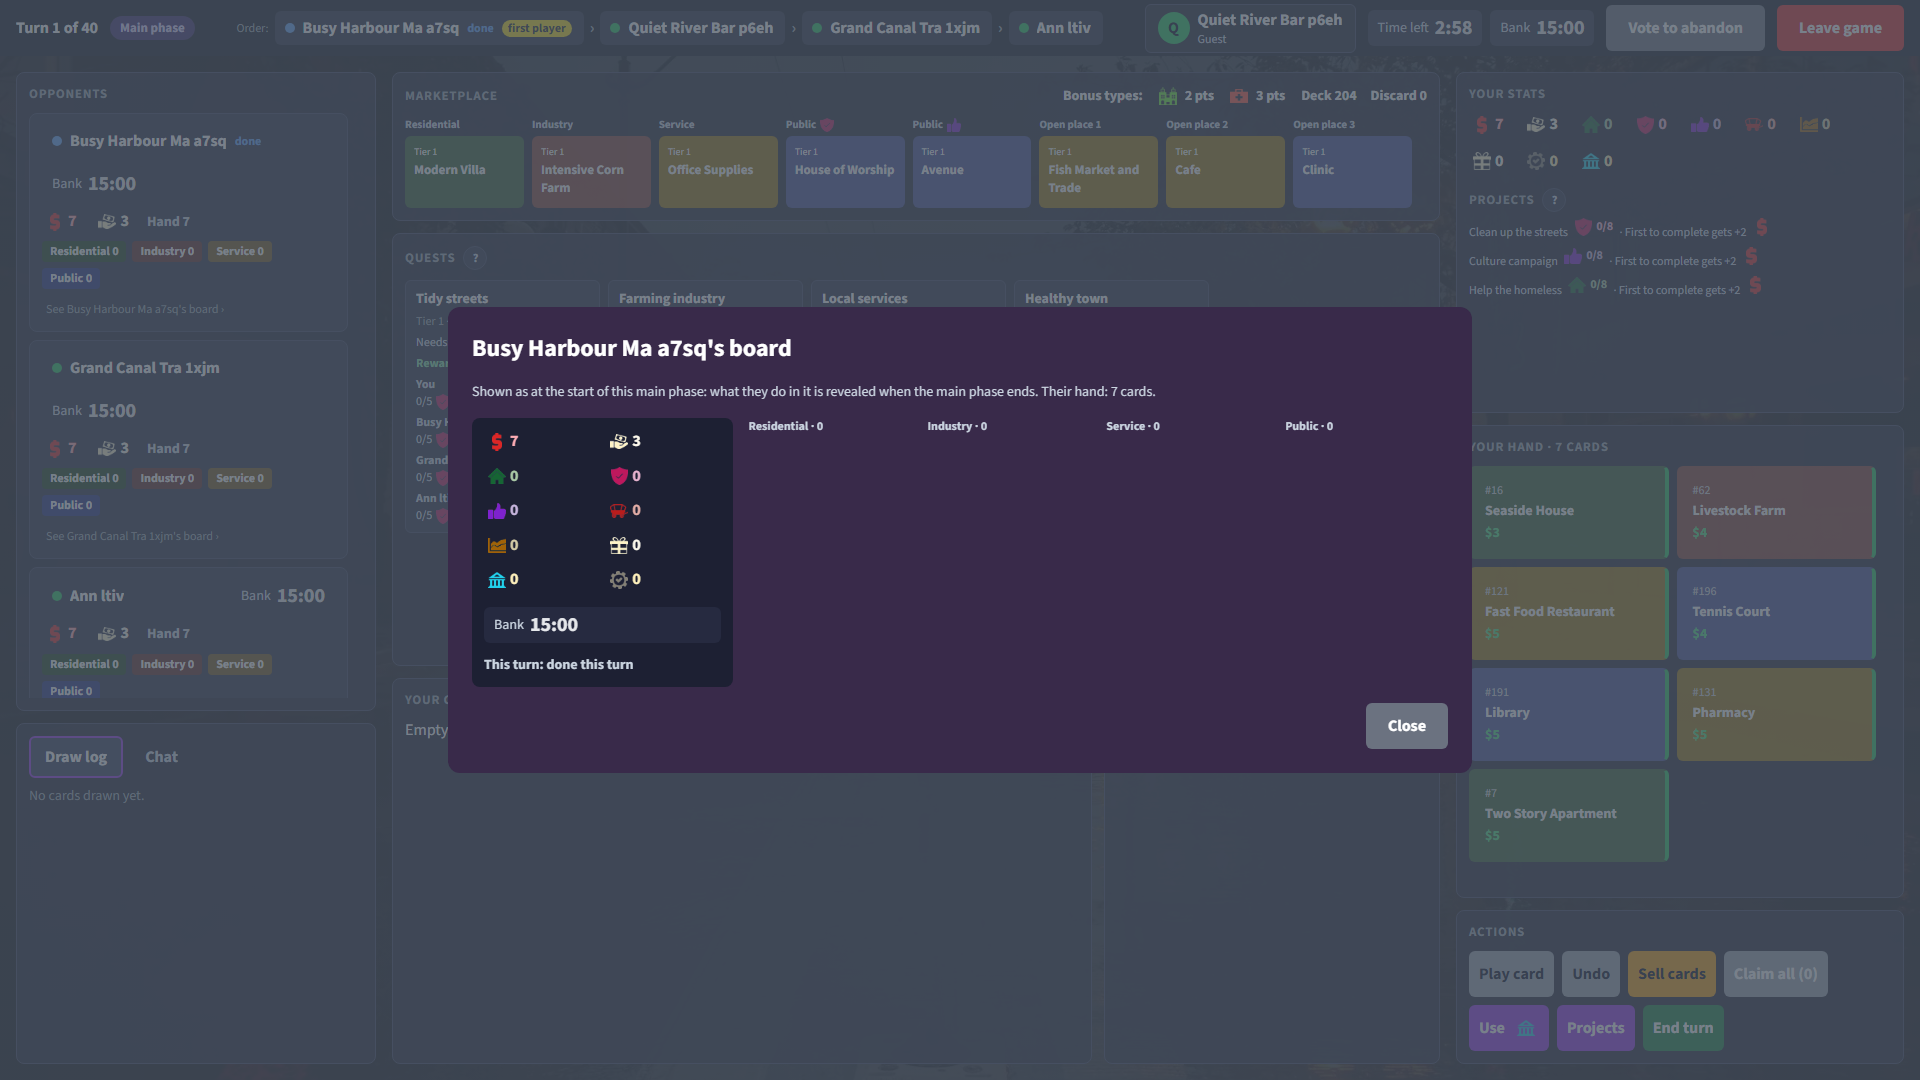 Turn 1 of 40 Main phase Order: Busy Harbour Ma a7sq done first player › Quiet River Bar p6eh › Grand Canal Tra 1xjm › Ann ltiv
Q Quiet River Bar p6eh
Guest
Time left 2:58 Bank 15:00 Vote to abandon Leave game
OPPONENTS
Busy Harbour Ma a7sq done
Bank 15:00
7 3 Hand 7
Residential 0 Industry 0 Service 0
Public 0
See Busy Harbour Ma a7sq's board ›
Grand Canal Tra 1xjm
Bank 15:00
7 3 Hand 7
Residential 0 Industry 0 Service 0
Public 0
See Grand Canal Tra 1xjm's board ›
Ann ltiv Bank 15:00
7 3 Hand 7
Residential 0 Industry 0 Service 0
Public 0
Draw log Chat
No cards drawn yet.
MARKETPLACE Bonus types: 2 pts 3 pts Deck 204 Discard 0
Residential Industry Service Public Public Open place 1 Open place 2 Open place 3
Tier 1 Tier 1 Tier 1 Tier 1 Tier 1 Tier 1 Tier 1 Tier 1
Modern Villa Intensive Corn Farm Office Supplies House of Worship Avenue Fish Market and Trade Cafe Clinic
QUESTS ?
Tidy streets Farming industry Local services Healthy town
Tier 1
Needs
You
0/5
0/5
0/5
Ann lt
0/5
Busy Harbour Ma a7sq's board
Shown as at the start of this main phase: what they do in it is revealed when the main phase ends. Their hand: 7 cards.
7 3
0 0
0 0
0 0
0 0
Bank 15:00
This turn: done this turn
Residential · 0 Industry · 0 Service · 0 Public · 0
Close
Empty
YOUR STATS
7 3 0 0 0 0 0
0 0 0
PROJECTS ?
Clean up the streets 0/8 · First to complete gets +2
Culture campaign 0/8 · First to complete gets +2
Help the homeless 0/8 · First to complete gets +2
YOUR HAND · 7 CARDS
#16
Seaside House
$3
#62
Livestock Farm
$4
#121
Fast Food Restaurant
$5
#196
Tennis Court
$4
#191
Library
$5
#131
Pharmacy
$5
#7
Two Story Apartment
$5
ACTIONS
Play card Undo Sell cards Claim all (0)
Use Projects End turn